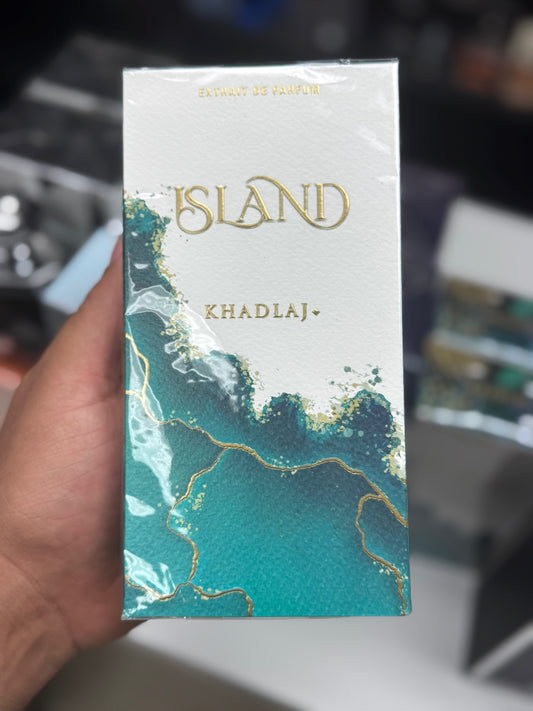 EXTRAIT DE PARFUM
ISLAND
KHADLAJ